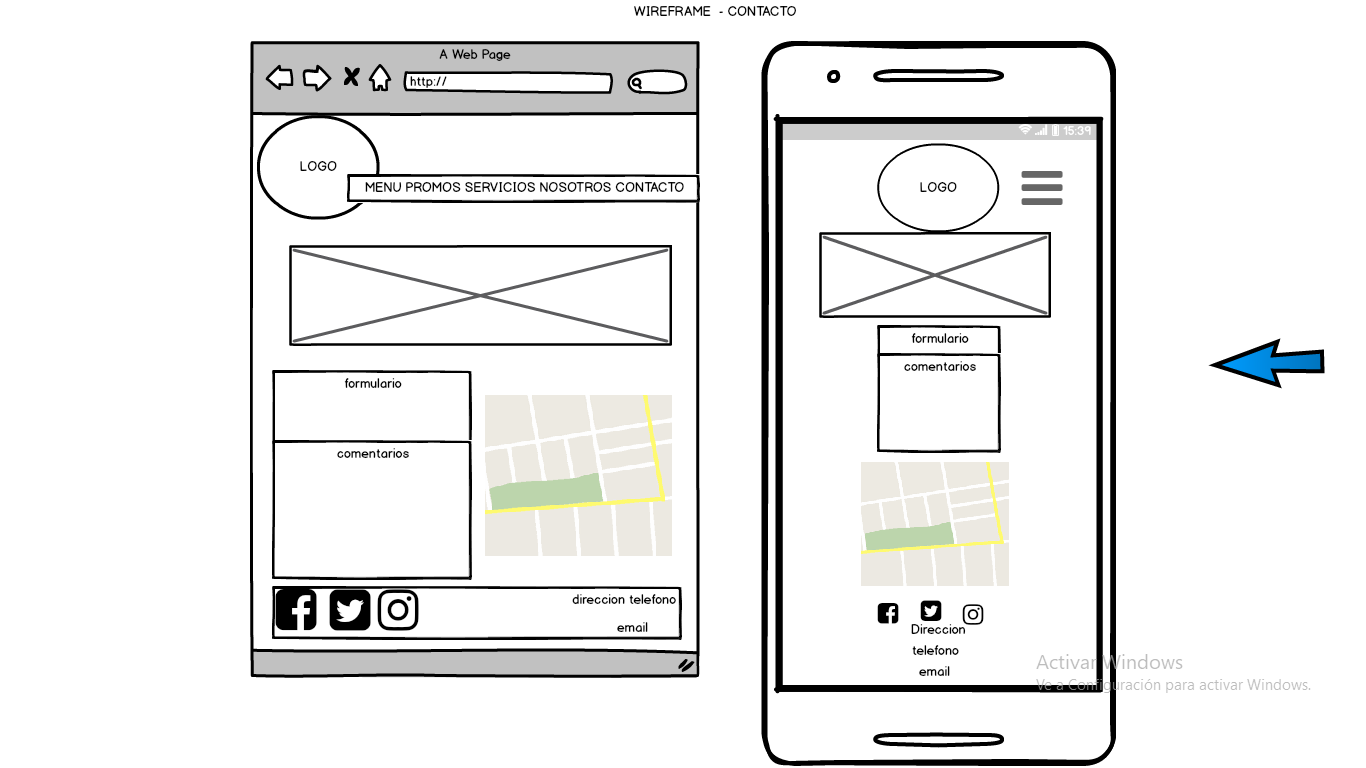 WIREFRAME - CONTACTO
A Web Page
http://
LOGO
MENU PROMOS SERVICIOS NOSOTROS CONTACTO
formulario
comentarios
direccion telefono
email
15:39
LOGO
formulario
comentarios
Direccion
telefono
email
Activar Windows
Ve a Configuración para activar Windows.